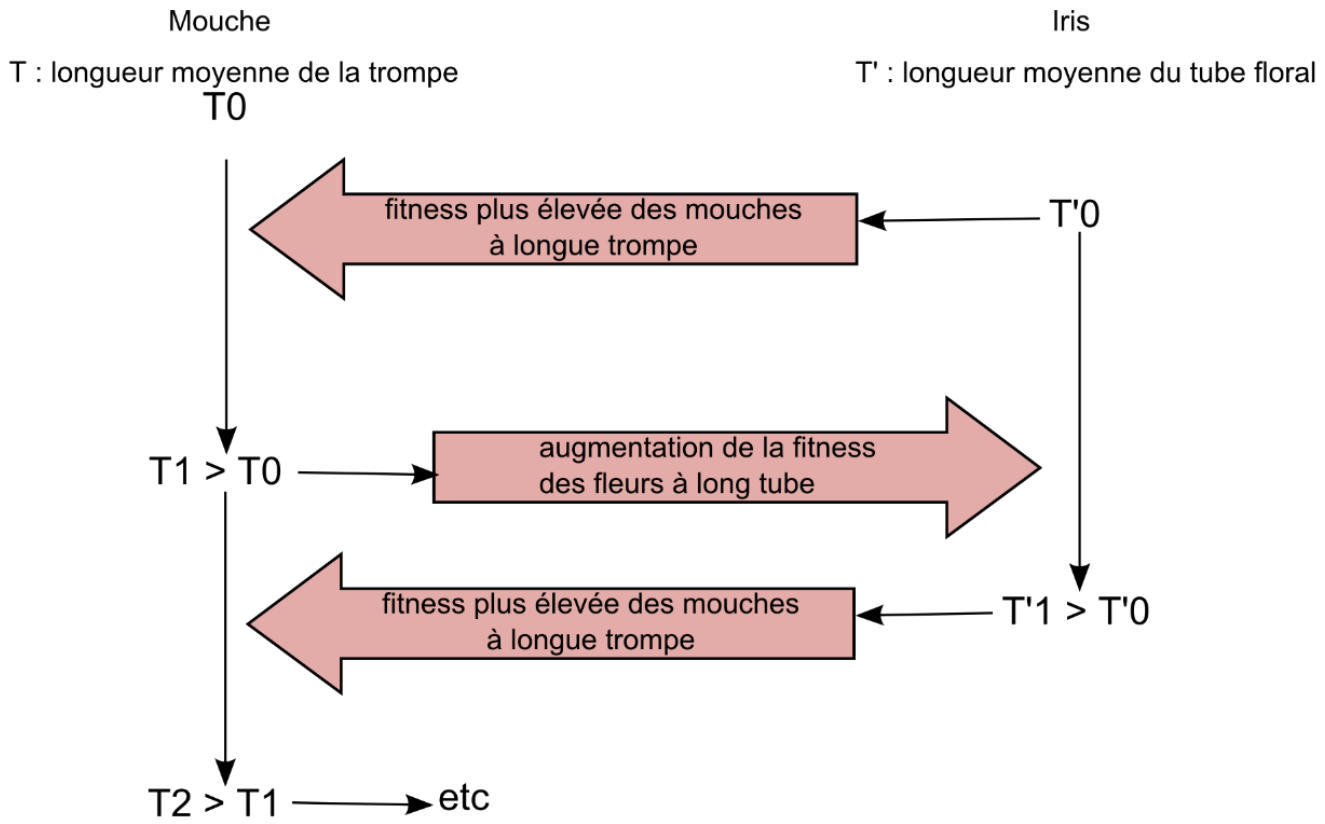 Mouche
Iris
T : longueur moyenne de la trompe
T' : longueur moyenne du tube floral
T0
fitness plus élevée des mouches
à longue trompe
T'0
T1 > T0
augmentation de la fitness
des fleurs à long tube
fitness plus élevée des mouches
à longue trompe
T'1 > T'0
T2 > T1
etc